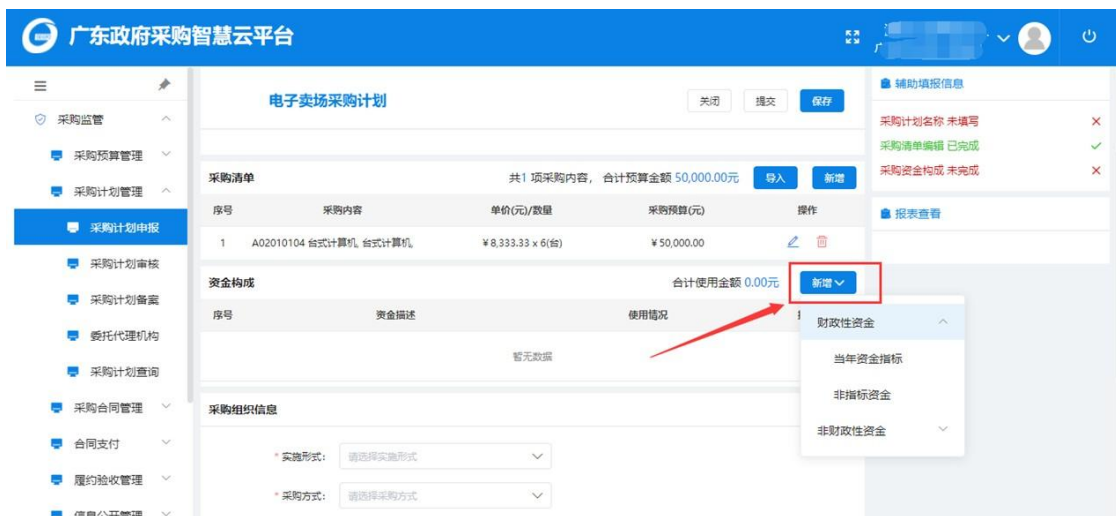 广东政府采购智慧云平台
采购监管
采购预算管理
采购计划管理
采购计划申报
采购计划审核
采购计划备案
委托代理机构
采购计划查询
采购合同管理
合同支付
履约验收管理
信息公开管理
电子卖场采购计划 关闭 提交 保存
采购清单 共1 项采购内容, 合计预算金额 50,000.00元 导入 新增
序号 采购内容 单价(元)/数量 采购预算(元) 操作
1 A02010104 台式计算机, 台式计算机, ¥8,333.33 x 6(台) ¥50,000.00
资金构成 合计使用金额 0.00元 新增
序号 资金描述 使用情况
暂无数据
财政性资金
当年资金指标
非指标资金
非财政性资金
采购组织信息
* 实施形式: 请选择实施形式
* 采购方式: 请选择采购方式
辅助填报信息
采购计划名称 未填写
采购清单编辑 已完成
采购资金构成 未完成
报表查看